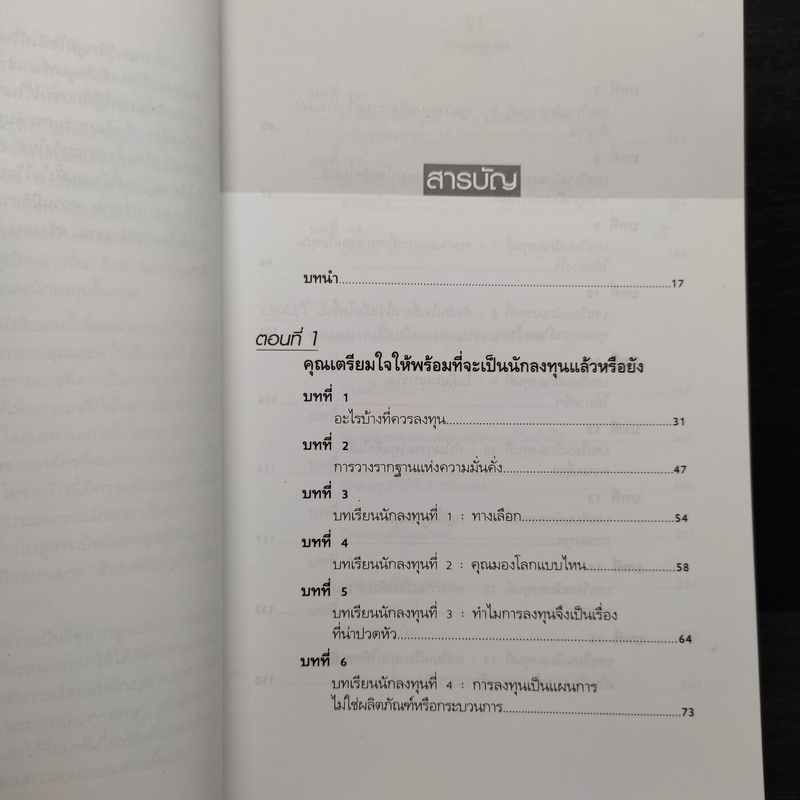 สารบัญ
บทนำ.................................................17
ตอนที่ 1
คุณเตรียมใจให้พร้อมที่จะเป็นนักลงทุนแล้วหรือยัง
บทที่ 1
อะไรบ้างที่ควรลงทุน.................................................31
บทที่ 2
การวางรากฐานแห่งความมั่นคั่ง.................................................47
บทที่ 3
บทเรียนนักลงทุนที่ 1 : ทางเลือก.................................................54
บทที่ 4
บทเรียนนักลงทุนที่ 2 : คุณมองโลกแบบไหน.................................................58
บทที่ 5
บทเรียนนักลงทุนที่ 3 : ทำไมการลงทุนจึงเป็นเรื่อง
ที่น่าปวดหัว.................................................64
บทที่ 6
บทเรียนนักลงทุนที่ 4 : การลงทุนเป็นแผนการ
ไม่ใช่ผลิตภัณฑ์หรือกระบวนการ.................................................73